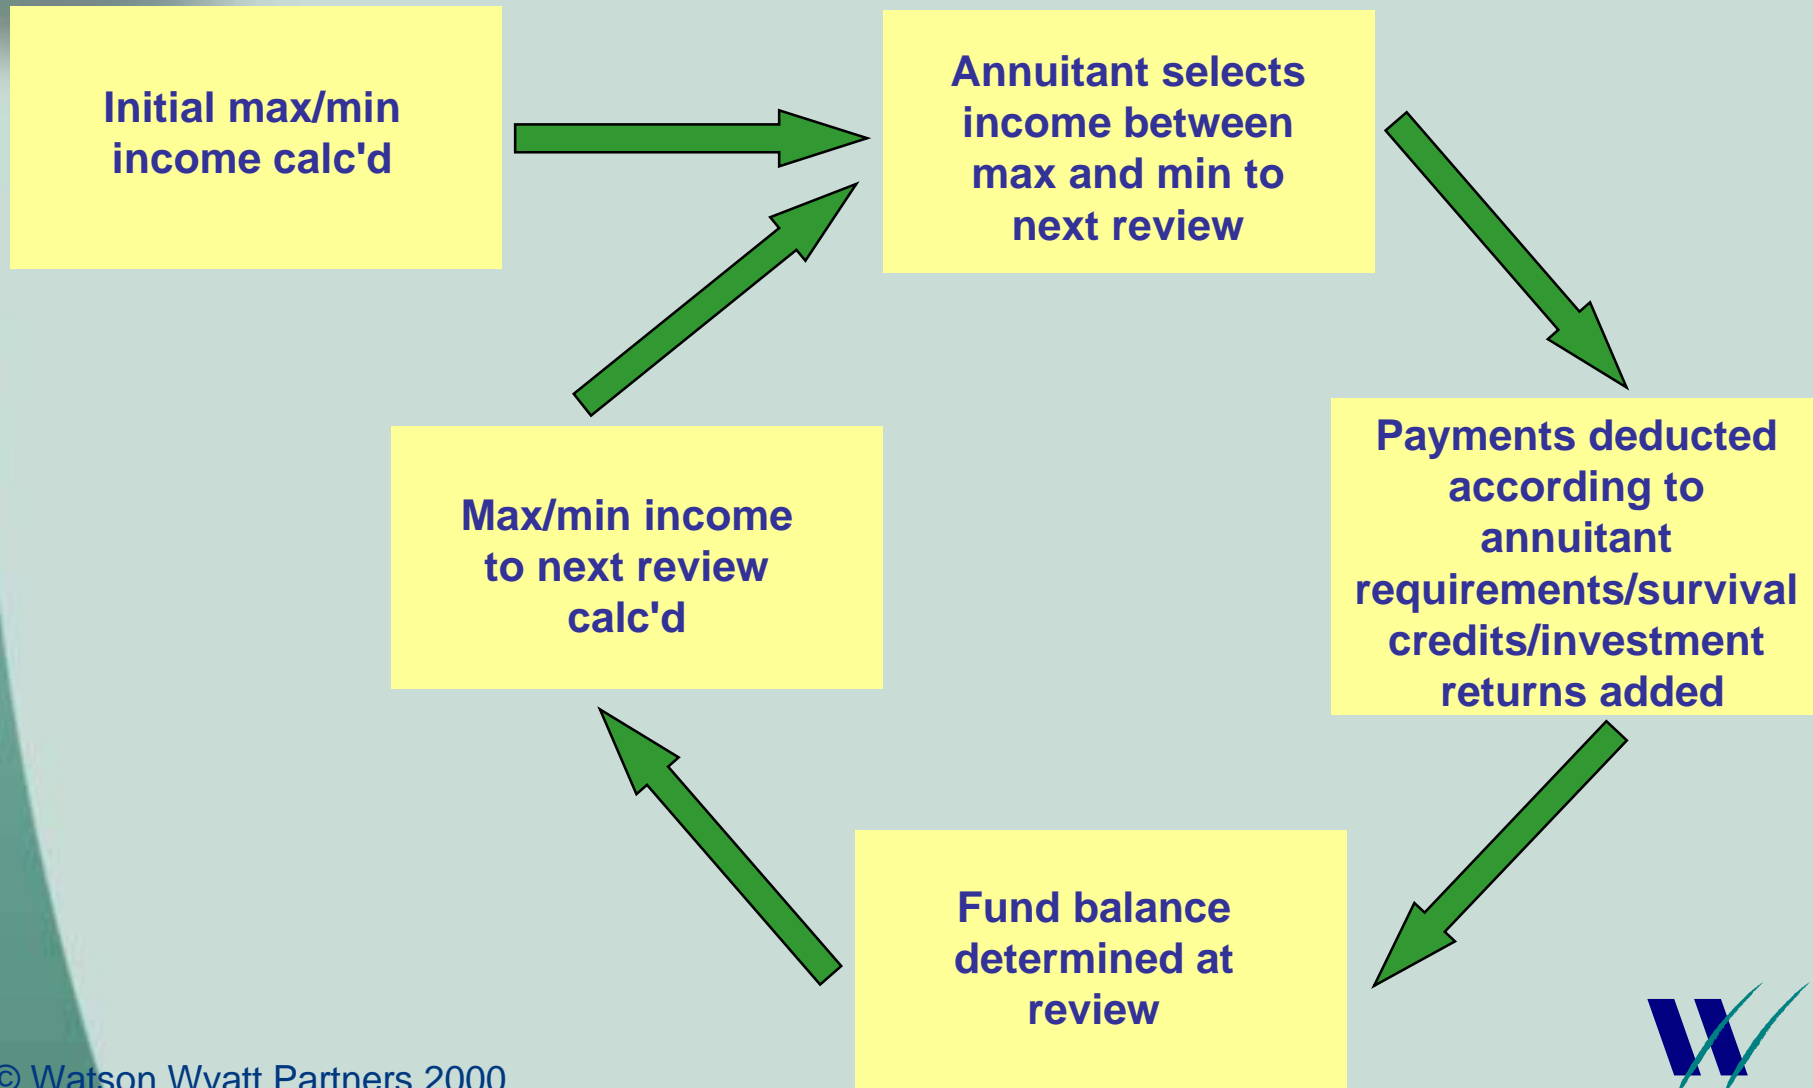 Initial max/min
income calc'd
Annuitant selects
income between
max and min to
next review
Payments deducted
according to
annuitant
requirements/survival
credits/investment
returns added
Max/min income
to next review
calc'd
Fund balance
determined at
review
© Watson Wyatt Partners 2000
W